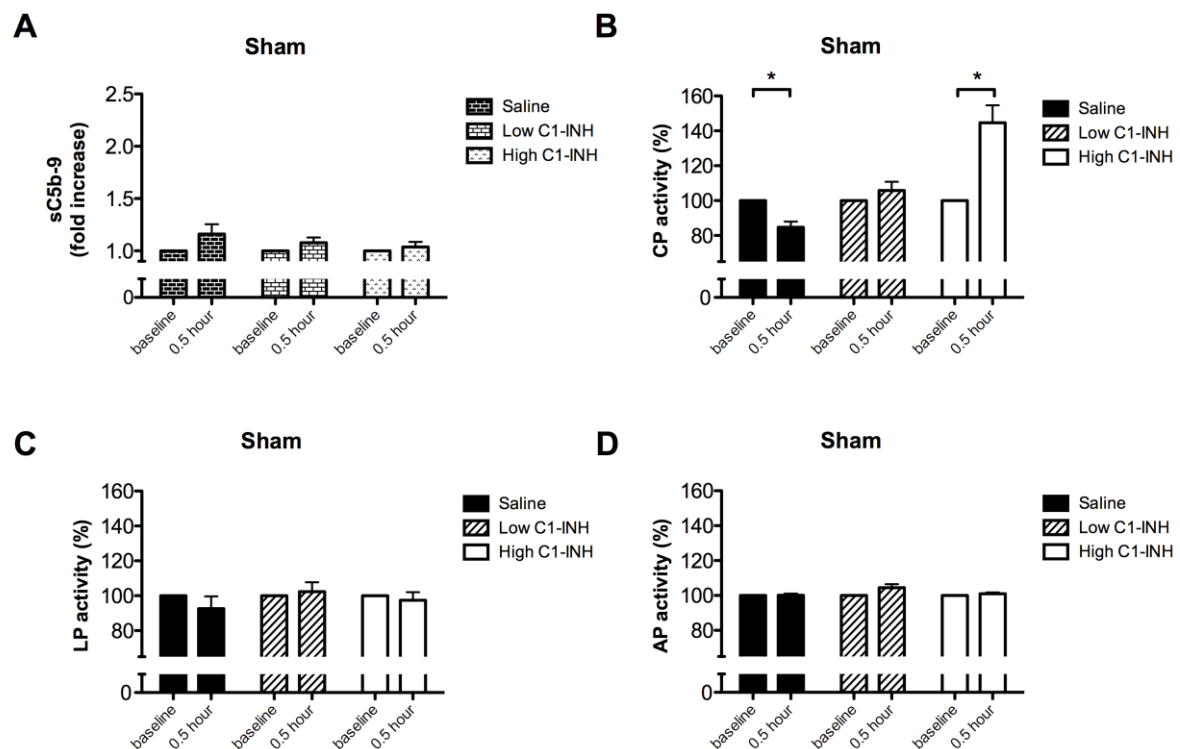 A
Sham
sC5b-9
(fold increase)
2.5
2.0
1.5
1.0
0
baseline
0.5 hour
baseline
0.5 hour
baseline
0.5 hour
Saline
Low C1-INH
High C1-INH
B
Sham
CP activity (%)
160
140
120
100
80
0
*
*
baseline
0.5 hour
baseline
0.5 hour
baseline
0.5 hour
Saline
Low C1-INH
High C1-INH
C
Sham
LP activity (%)
160
140
120
100
80
0
baseline
0.5 hour
baseline
0.5 hour
baseline
0.5 hour
Saline
Low C1-INH
High C1-INH
D
Sham
AP activity (%)
160
140
120
100
80
0
baseline
0.5 hour
baseline
0.5 hour
baseline
0.5 hour
Saline
Low C1-INH
High C1-INH